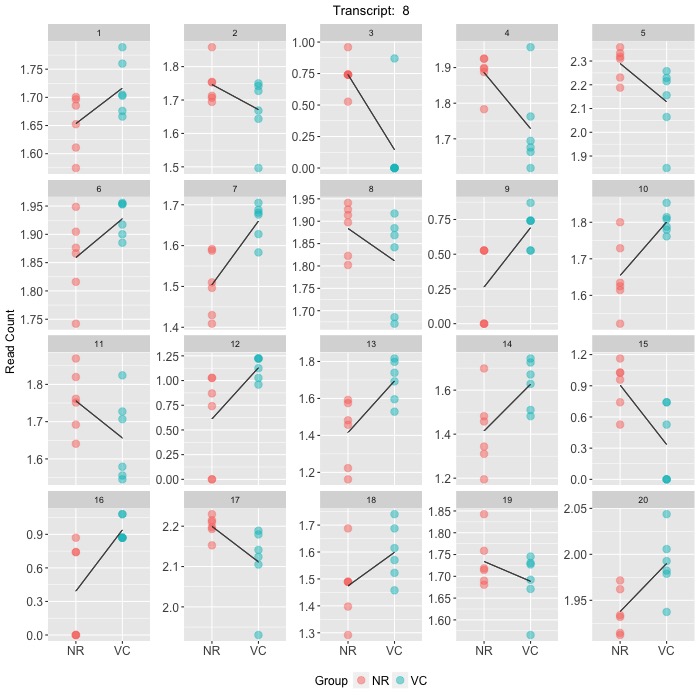 Transcript: 8
1 2 3 4 5
1.75 1.70 1.65 1.60
1.8 1.7 1.6 1.5
1.00 0.75 0.50 0.25 0.00
1.9 1.8 1.7
2.3 2.2 2.1 2.0 1.9
6 7 8 9 10
1.95 1.90 1.85 1.80 1.75
1.7 1.6 1.5 1.4
1.95 1.90 1.85 1.80 1.75 1.70
0.75 0.50 0.25 0.00
1.8 1.7 1.6
Read Count
11 12 13 14 15
1.8 1.7 1.6
1.25 1.00 0.75 0.50 0.25 0.00
1.8 1.6 1.4 1.2
1.6 1.4 1.2
1.2 0.9 0.6 0.3 0.0
16 17 18 19 20
0.9 0.6 0.3 0.0
2.2 2.1 2.0
1.7 1.6 1.5 1.4 1.3
1.85 1.80 1.75 1.70 1.65 1.60
2.05 2.00 1.95
NR VC NR VC NR VC NR VC NR VC
Group NR VC